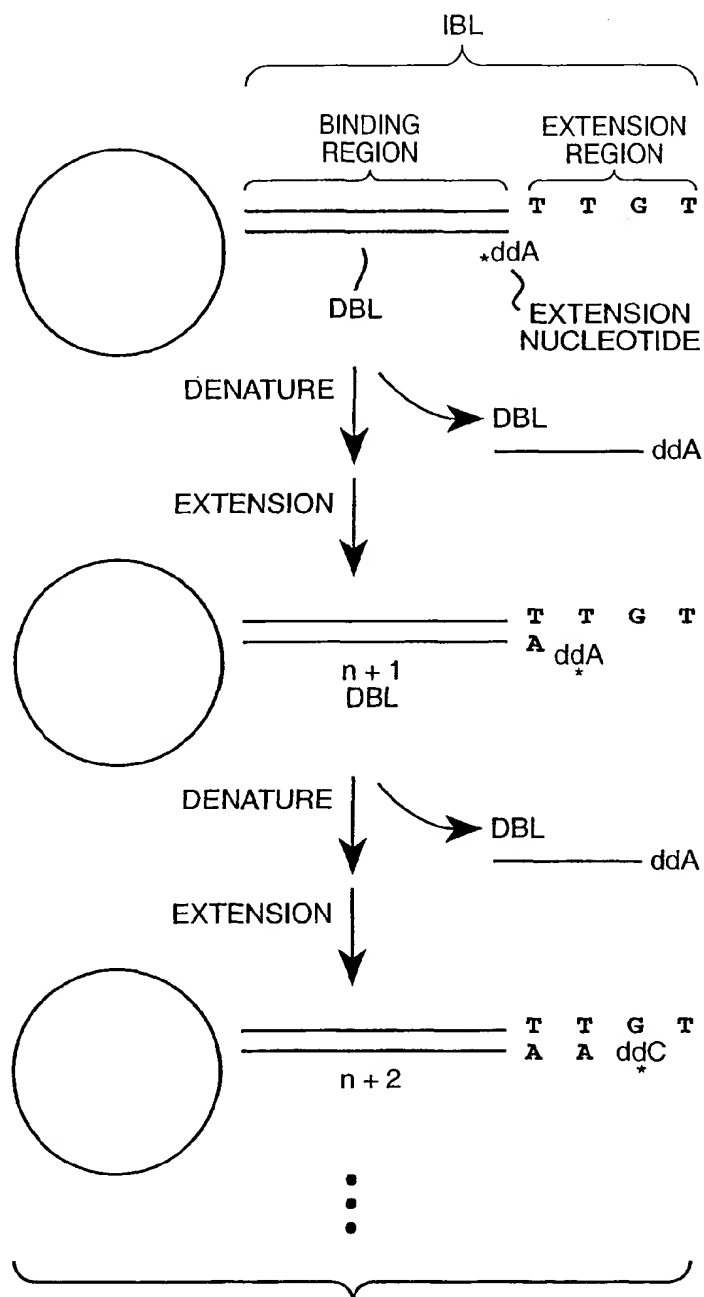 IBL
BINDING REGION
EXTENSION REGION
T T G T
*ddA
DBL
EXTENSION NUCLEOTIDE
DENATURE
DBL
ddA
EXTENSION
T T G T
A ddA
*
n + 1
DBL
DENATURE
DBL
ddA
EXTENSION
T T G T
A A ddC
*
n + 2